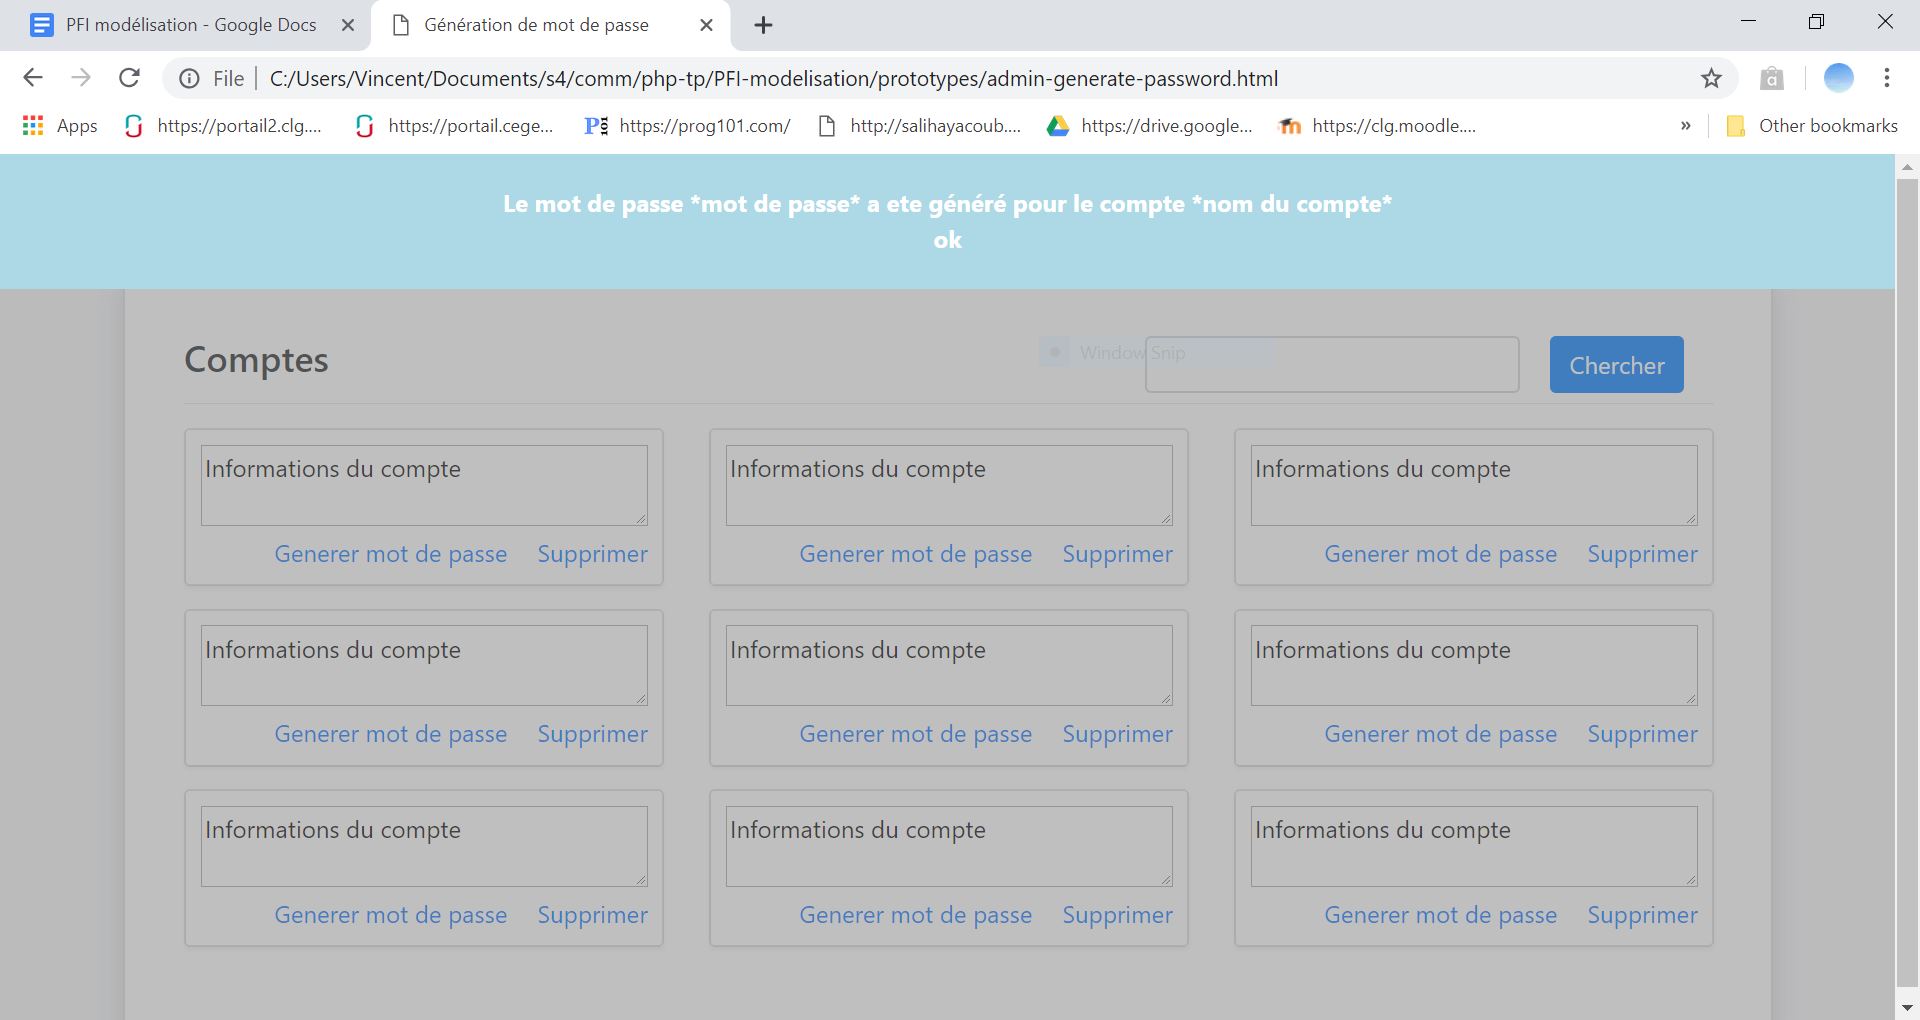 PFI modélisation - Google Docs
Génération de mot de passe
File
C:/Users/Vincent/Documents/s4/comm/php-tp/PFI-modelisation/prototypes/admin-generate-password.html
Apps
https://portail2.clg....
https://portail.cege...
https://prog101.com/
http://salihayacoub....
https://drive.google...
https://clg.moodle....
»
Other bookmarks
Le mot de passe *mot de passe* a ete généré pour le compte *nom du compte*
ok
Comptes
Window Snip
Chercher
Informations du compte
Informations du compte
Informations du compte
Generer mot de passe Supprimer
Generer mot de passe Supprimer
Generer mot de passe Supprimer
Informations du compte
Informations du compte
Informations du compte
Generer mot de passe Supprimer
Generer mot de passe Supprimer
Generer mot de passe Supprimer
Informations du compte
Informations du compte
Informations du compte
Generer mot de passe Supprimer
Generer mot de passe Supprimer
Generer mot de passe Supprimer